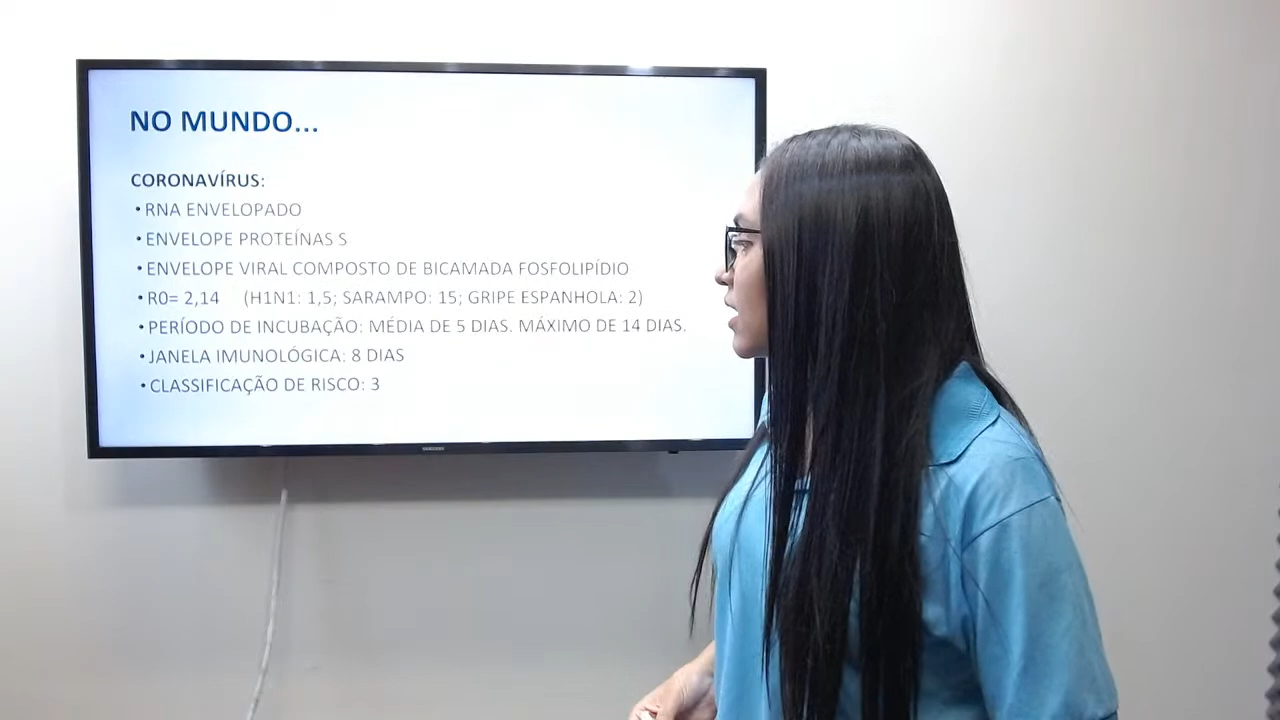 NO MUNDO...
CORONAVÍRUS:
•RNA ENVELOPADO
•ENVELOPE PROTEÍNAS S
•ENVELOPE VIRAL COMPOSTO DE BICAMADA FOSFOLIPÍDIO
•R0= 2,14 (H1N1: 1,5; SARAMPO: 15; GRIPE ESPANHOLA: 2)
•PERÍODO DE INCUBAÇÃO: MÉDIA DE 5 DIAS. MÁXIMO DE 14 DIAS.
•JANELA IMUNOLÓGICA: 8 DIAS
•CLASSIFICAÇÃO DE RISCO: 3
SAMSUNG